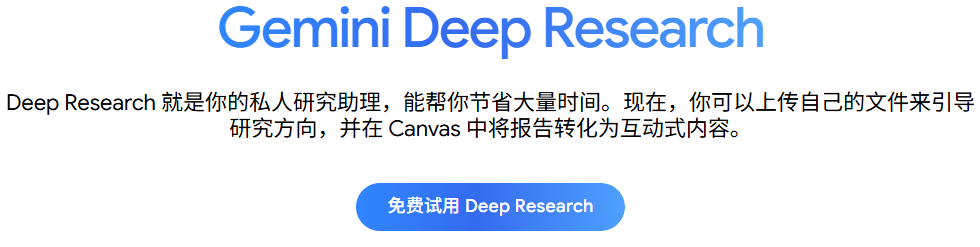 Gemini Deep Research
Deep Research 就是你的私人研究助理，能帮你节省大量时间。现在，你可以上传自己的文件来引导
研究方向，并在 Canvas 中将报告转化为互动式内容。
免费试用 Deep Research